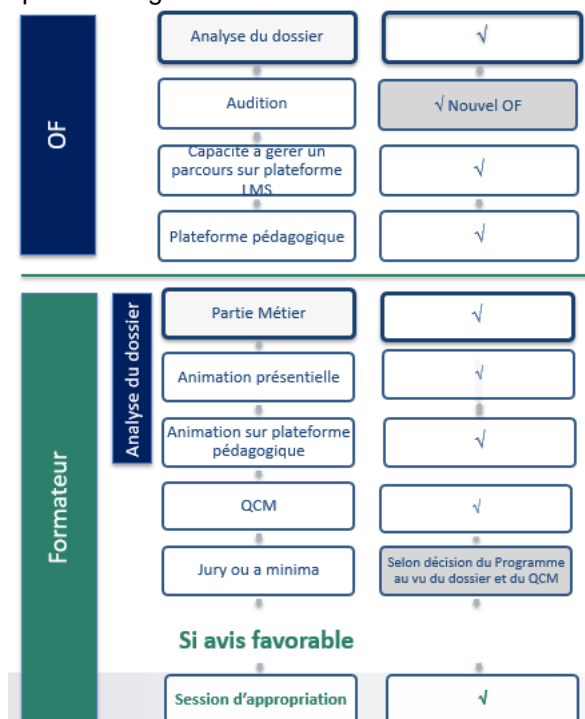 Analyse du dossier √
OF
Audition √ Nouvel OF
Capacité a gérer un
parcours sur plateforme √
LMS
Plateforme pédagogique √
Partie Métier √
Analyse du dossier
Animation présentielle √
Animation sur plateforme √
pédagogique
Formateur
QCM √
Jury ou a minima Selon décision du Programme
au vu du dossier et du QCM
Si avis favorable
Session d'appropriation √